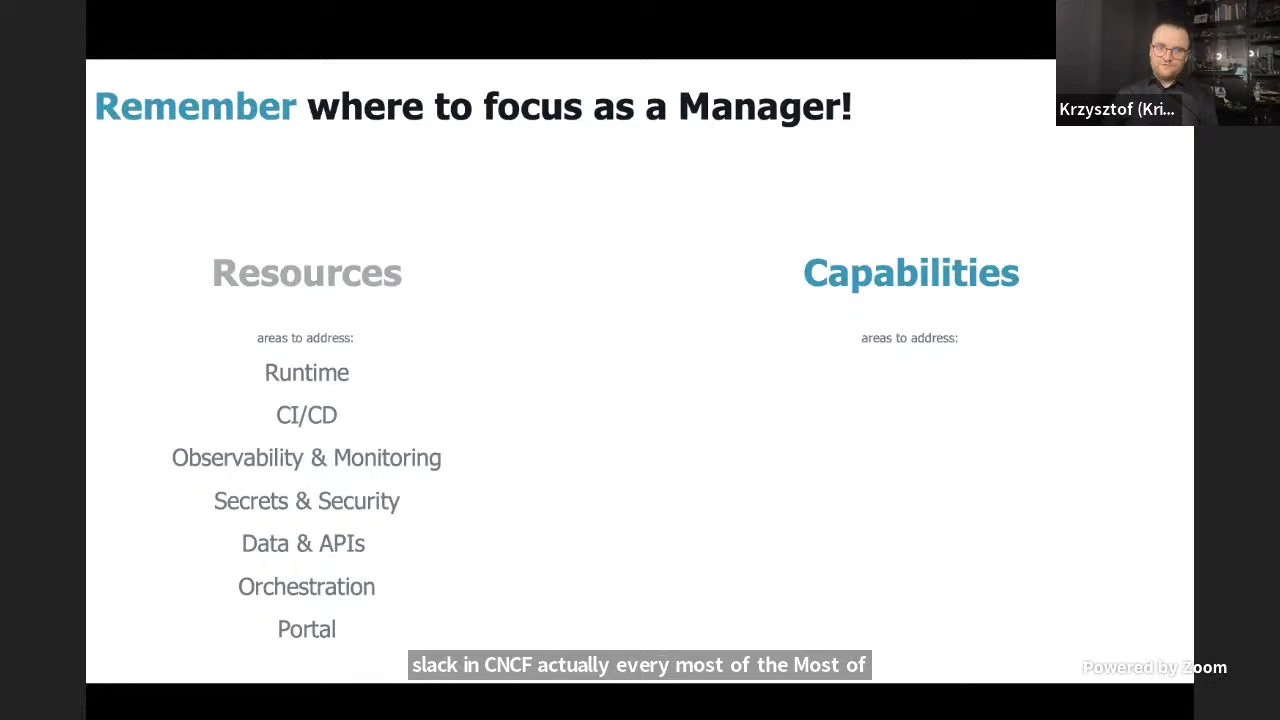 Remember where to focus as a Manager!
Krzysztof (Kri...
Resources
areas to address:
Runtime
CI/CD
Observability & Monitoring
Secrets & Security
Data & APIs
Orchestration
Portal
Capabilities
areas to address:
slack in CNCF actually every most of the Most of
Powered by Zoom